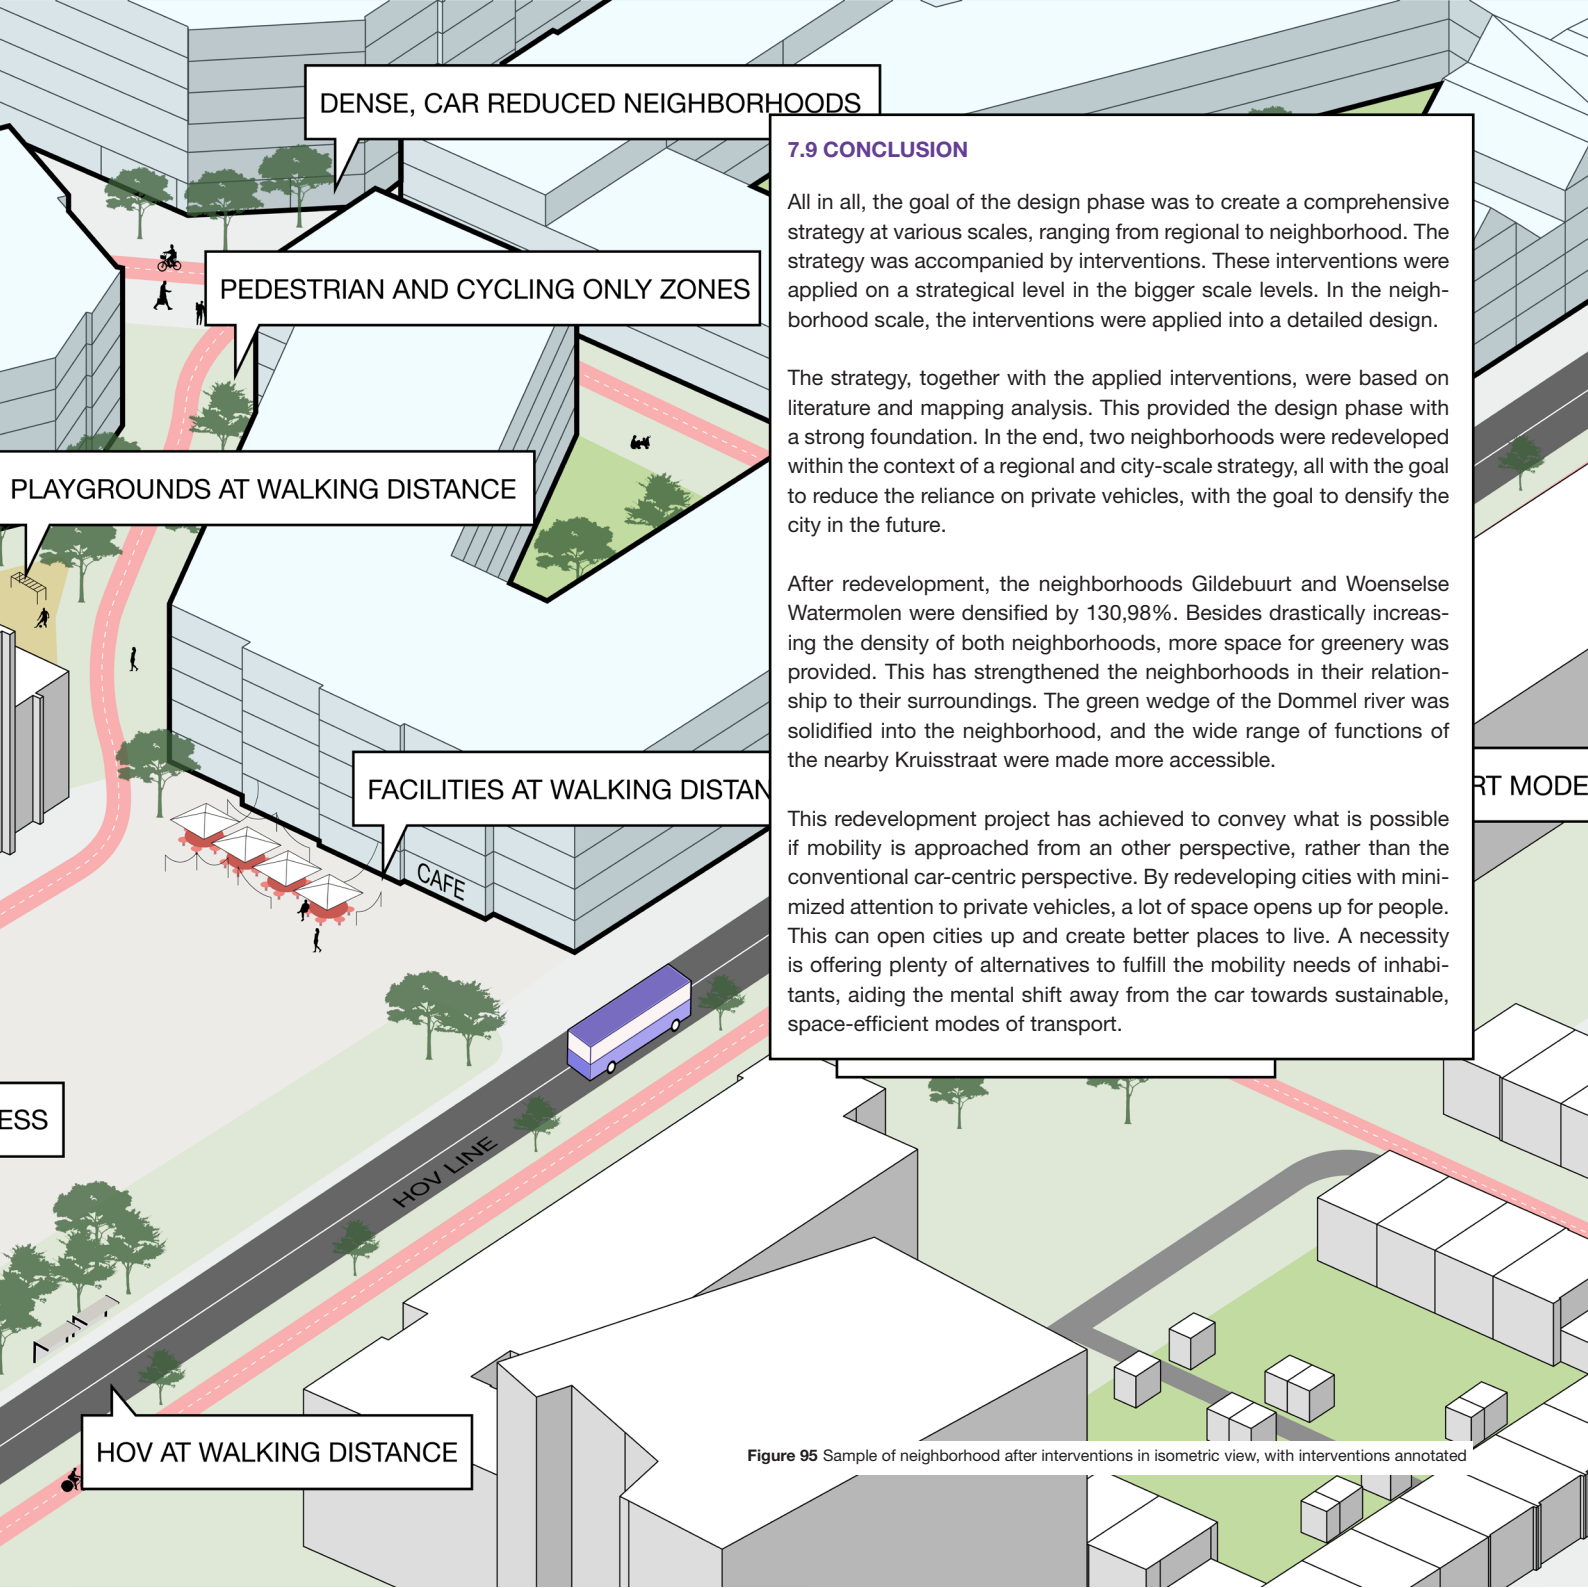 DENSE, CAR REDUCED NEIGHBORHOODS
PEDESTRIAN AND CYCLING ONLY ZONES
PLAYGROUNDS AT WALKING DISTANCE
FACILITIES AT WALKING DISTAN
CAFE
RT MODE
ESS
HOV LINE
HOV AT WALKING DISTANCE
7.9 CONCLUSION
All in all, the goal of the design phase was to create a comprehensive
strategy at various scales, ranging from regional to neighborhood. The
strategy was accompanied by interventions. These interventions were
applied on a strategical level in the bigger scale levels. In the neigh-
borhood scale, the interventions were applied into a detailed design.
The strategy, together with the applied interventions, were based on
literature and mapping analysis. This provided the design phase with
a strong foundation. In the end, two neighborhoods were redeveloped
within the context of a regional and city-scale strategy, all with the goal
to reduce the reliance on private vehicles, with the goal to densify the
city in the future.
After redevelopment, the neighborhoods Gildebuurt and Woenselse
Watermolen were densified by 130,98%. Besides drastically increas-
ing the density of both neighborhoods, more space for greenery was
provided. This has strengthened the neighborhoods in their relation-
ship to their surroundings. The green wedge of the Dommel river was
solidified into the neighborhood, and the wide range of functions of
the nearby Kruisstraat were made more accessible.
This redevelopment project has achieved to convey what is possible
if mobility is approached from an other perspective, rather than the
conventional car-centric perspective. By redeveloping cities with mini-
mized attention to private vehicles, a lot of space opens up for people.
This can open cities up and create better places to live. A necessity
is offering plenty of alternatives to fulfill the mobility needs of inhabi-
tants, aiding the mental shift away from the car towards sustainable,
space-efficient modes of transport.
Figure 95 Sample of neighborhood after interventions in isometric view, with interventions annotated